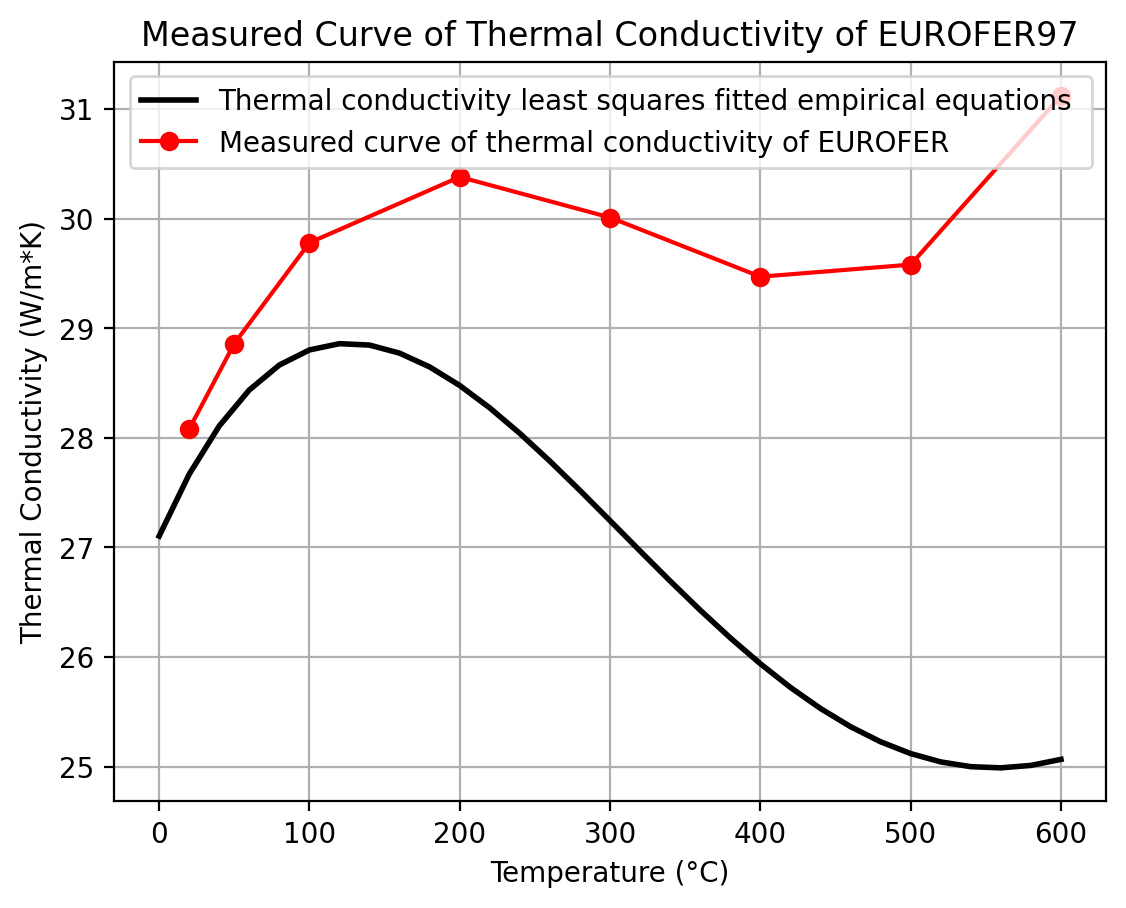 Measured Curve of Thermal Conductivity of EUROFER97
Thermal conductivity least squares fitted empirical equations
Measured curve of thermal conductivity of EUROFER
Thermal Conductivity (W/m*K)
31
30
29
28
27
26
25
0 100 200 300 400 500 600
Temperature (°C)